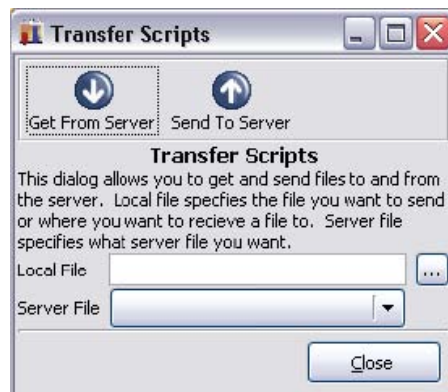 Transfer Scripts
Get From Server Send To Server
Transfer Scripts
This dialog allows you to get and send files to and from
the server. Local file specfies the file you want to send
or where you want to recieve a file to. Server file
specifies what server file you want.
Local File ...
Server File
Close